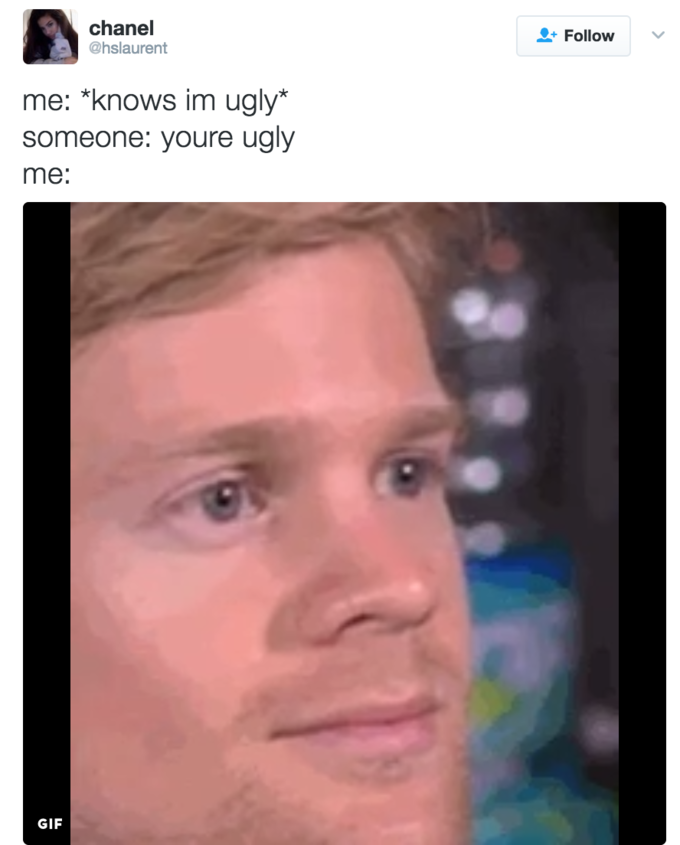 chanel
@hslaurent
Follow
me: *knows im ugly*
someone: youre ugly
me:
GIF